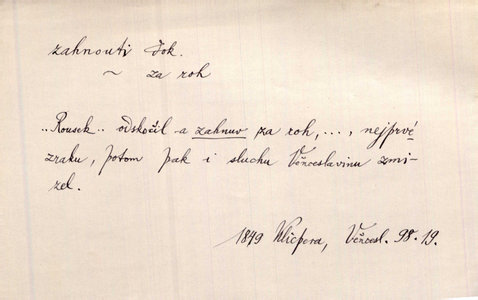 zahnouti dok.
~ za roh
„Rousek„ odskočil a zahnuv za roh, ..., nejprvé
zraku, potom pak i sluchu Věnceslavinu zmi-
zel.
1849 Klicpera, Věncesl. 98.19.